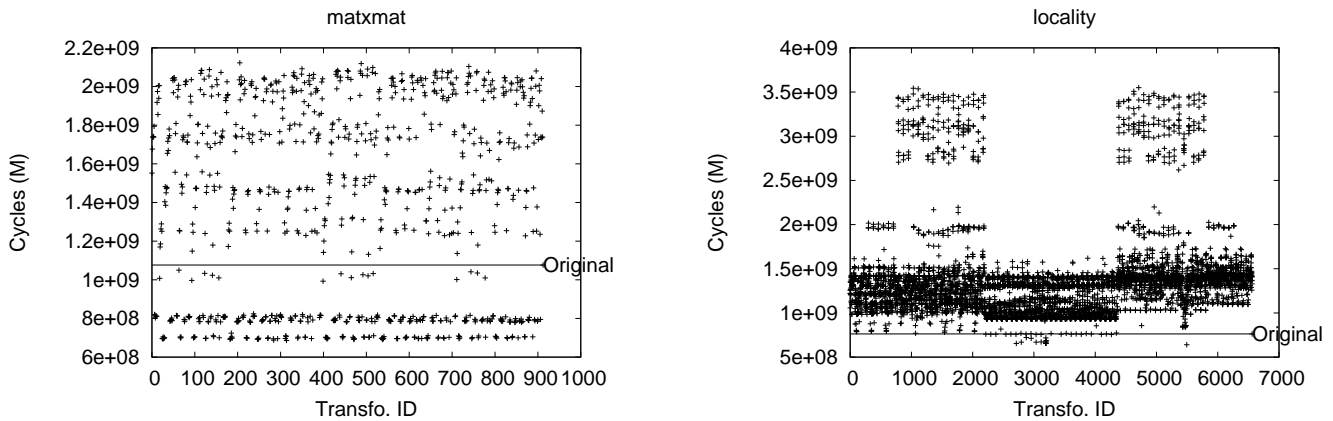 matxmat
2.2e+09
2e+09
1.8e+09
1.6e+09
1.4e+09
1.2e+09
1e+09
8e+08
6e+08
Cycles (M)
Original
0 100 200 300 400 500 600 700 800 900 1000
Transfo. ID
locality
4e+09
3.5e+09
3e+09
2.5e+09
2e+09
1.5e+09
1e+09
5e+08
Cycles (M)
Original
0 1000 2000 3000 4000 5000 6000 7000
Transfo. ID